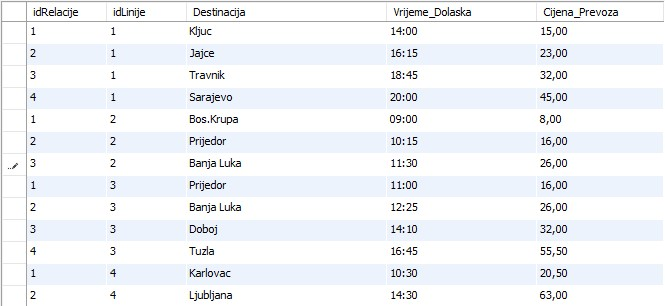 idRelacije idLinije Destinacija Vrijeme_Dolaska Cijena_Prevoza
1 1 Kljuc 14:00 15,00
2 1 Jajce 16:15 23,00
3 1 Travnik 18:45 32,00
4 1 Sarajevo 20:00 45,00
1 2 Bos.Krupa 09:00 8,00
2 2 Prijedor 10:15 16,00
3 2 Banja Luka 11:30 26,00
1 3 Prijedor 11:00 16,00
2 3 Banja Luka 12:25 26,00
3 3 Doboj 14:10 32,00
4 3 Tuzla 16:45 55,50
1 4 Karlovac 10:30 20,50
2 4 Ljubljana 14:30 63,00